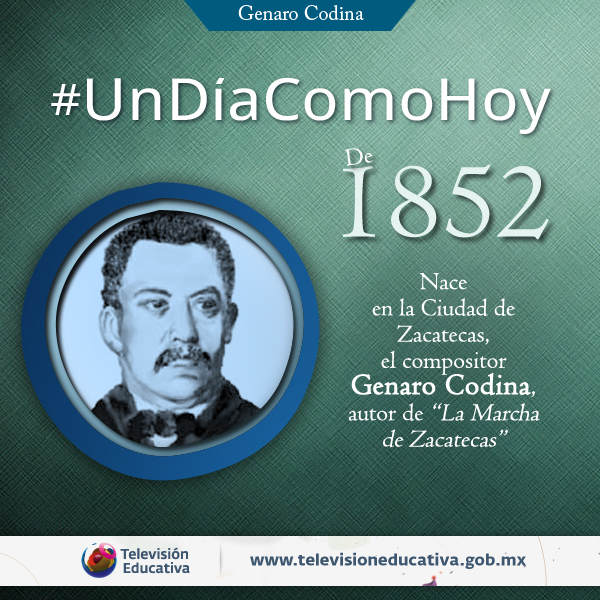 Genaro Codina
#UnDíaComoHoy
De
1852
Nace
en la Ciudad de
Zacatecas,
el compositor
Genaro Codina,
autor de “La Marcha
de Zacatecas”
Televisión
Educativa
www.televisioneducativa.gob.mx